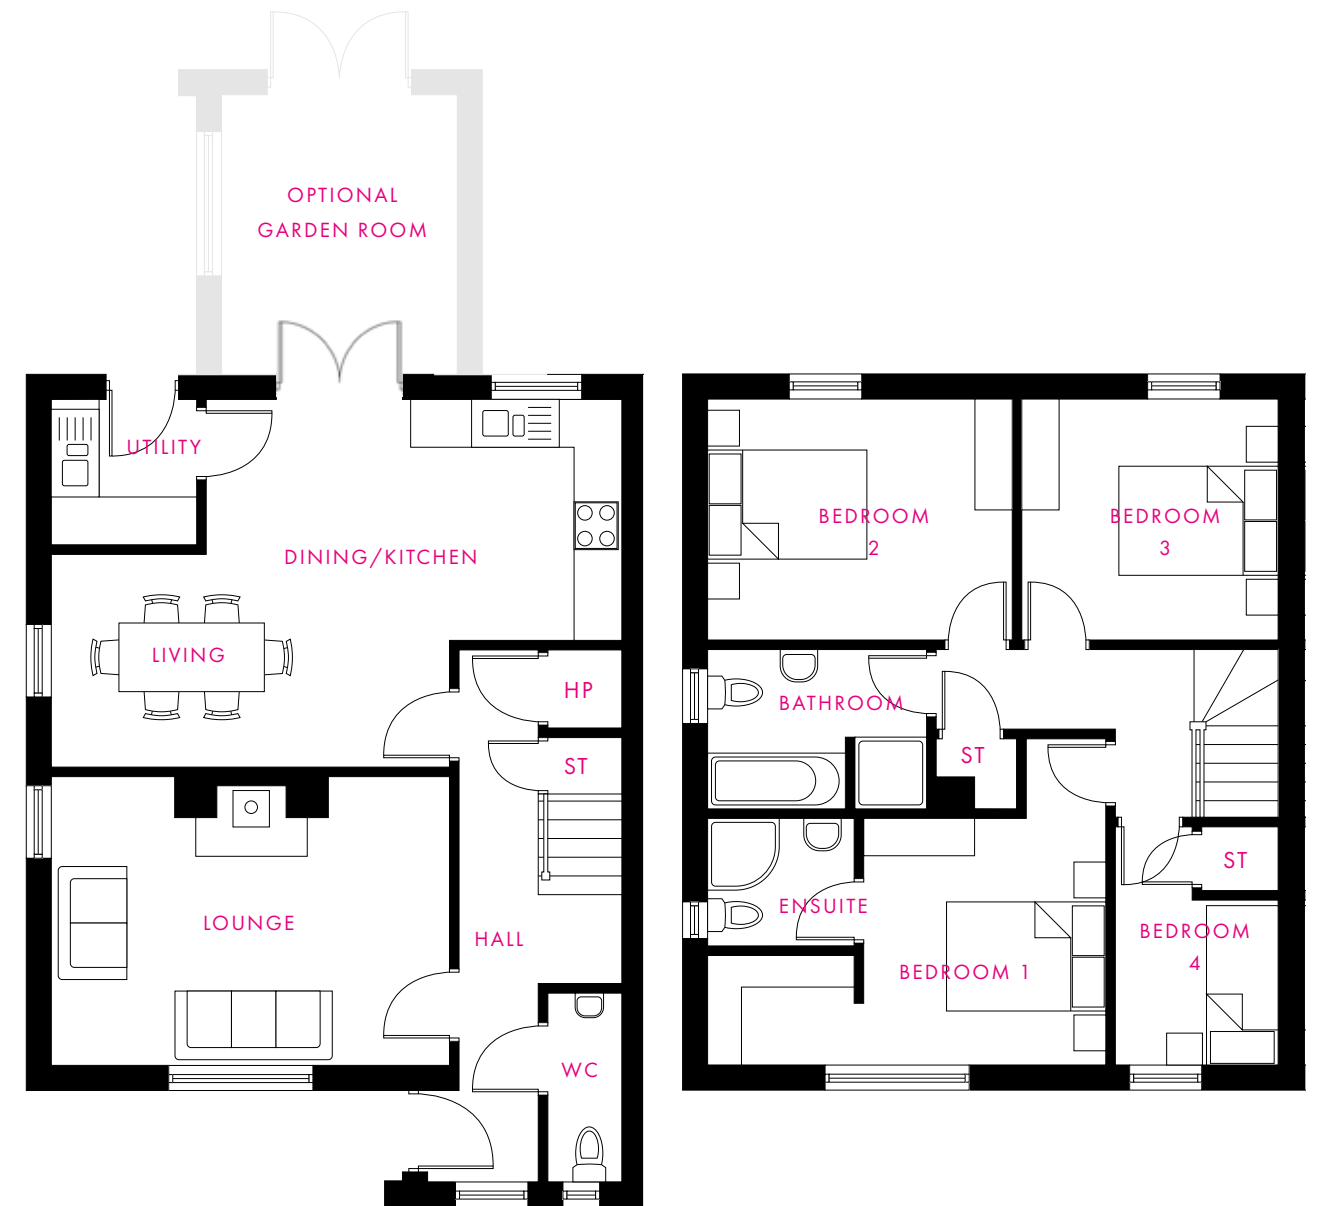 OPTIONAL
GARDEN ROOM
UTILITY
DINING/KITCHEN
LIVING
HP
ST
LOUNGE
HALL
WC
BEDROOM
2
BEDROOM
3
BATHROOM
ST
ST
ENSUITE
BEDROOM 1
BEDROOM
4